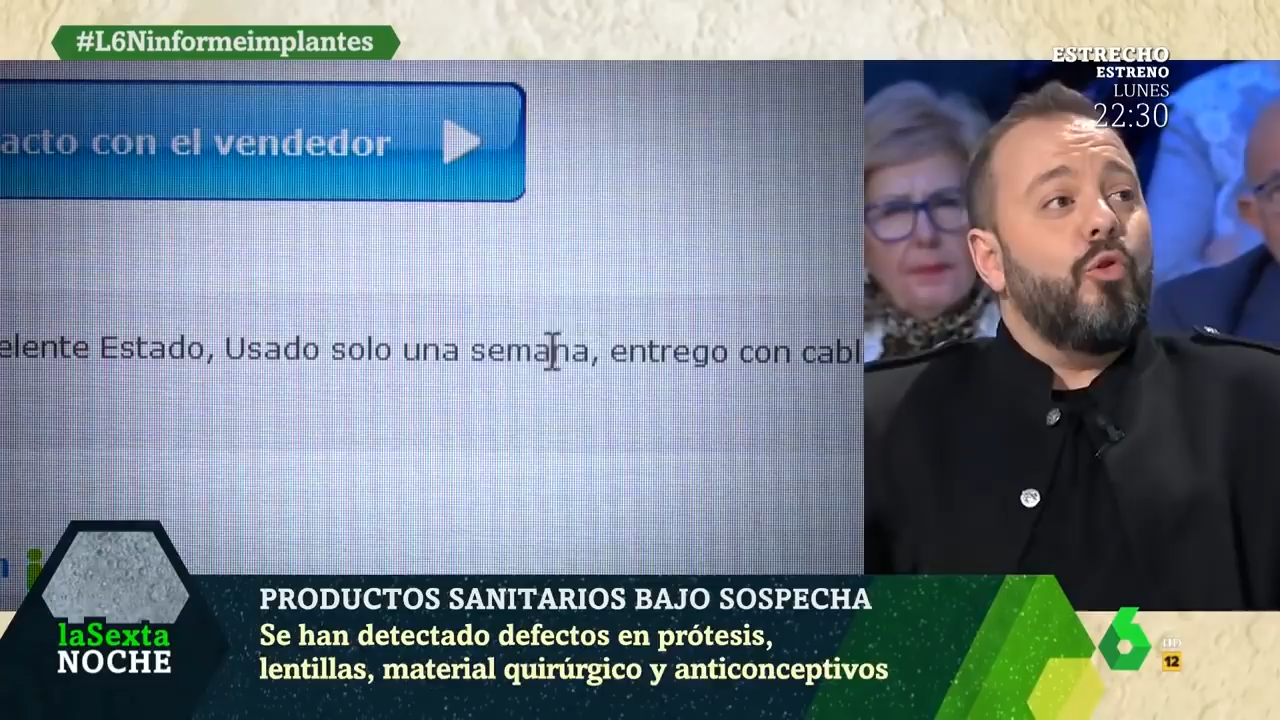 #L6Ninformeimplantes
ESTRECHO
ESTRENO
LUNES
22:30
acto con el vendedor
elente Estado, Usado solo una semana, entrego con cabl
PRODUCTOS SANITARIOS BAJO SOSPECHA
Se han detectado defectos en prótesis,
lentillas, material quirúrgico y anticonceptivos
laSexta
NOCHE
6
12